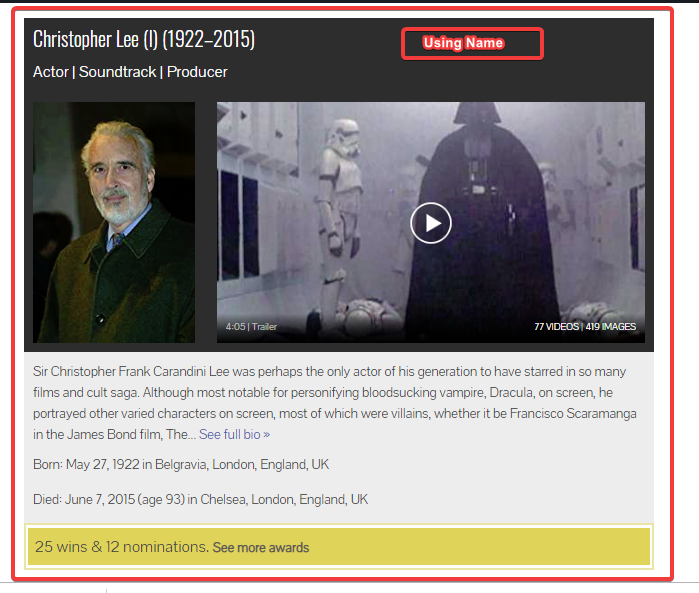 Christopher Lee (I) (1922–2015)
Using Name
Actor | Soundtrack | Producer
4:05 | Trailer
77 VIDEOS | 419 IMAGES
Sir Christopher Frank Carandini Lee was perhaps the only actor of his generation to have starred in so many
films and cult saga. Although most notable for personifying bloodsucking vampire, Dracula, on screen, he
portrayed other varied characters on screen, most of which were villains, whether it be Francisco Scaramanga
in the James Bond film, The... See full bio »
Born: May 27, 1922 in Belgravia, London, England, UK
Died: June 7, 2015 (age 93) in Chelsea, London, England, UK
25 wins & 12 nominations. See more awards